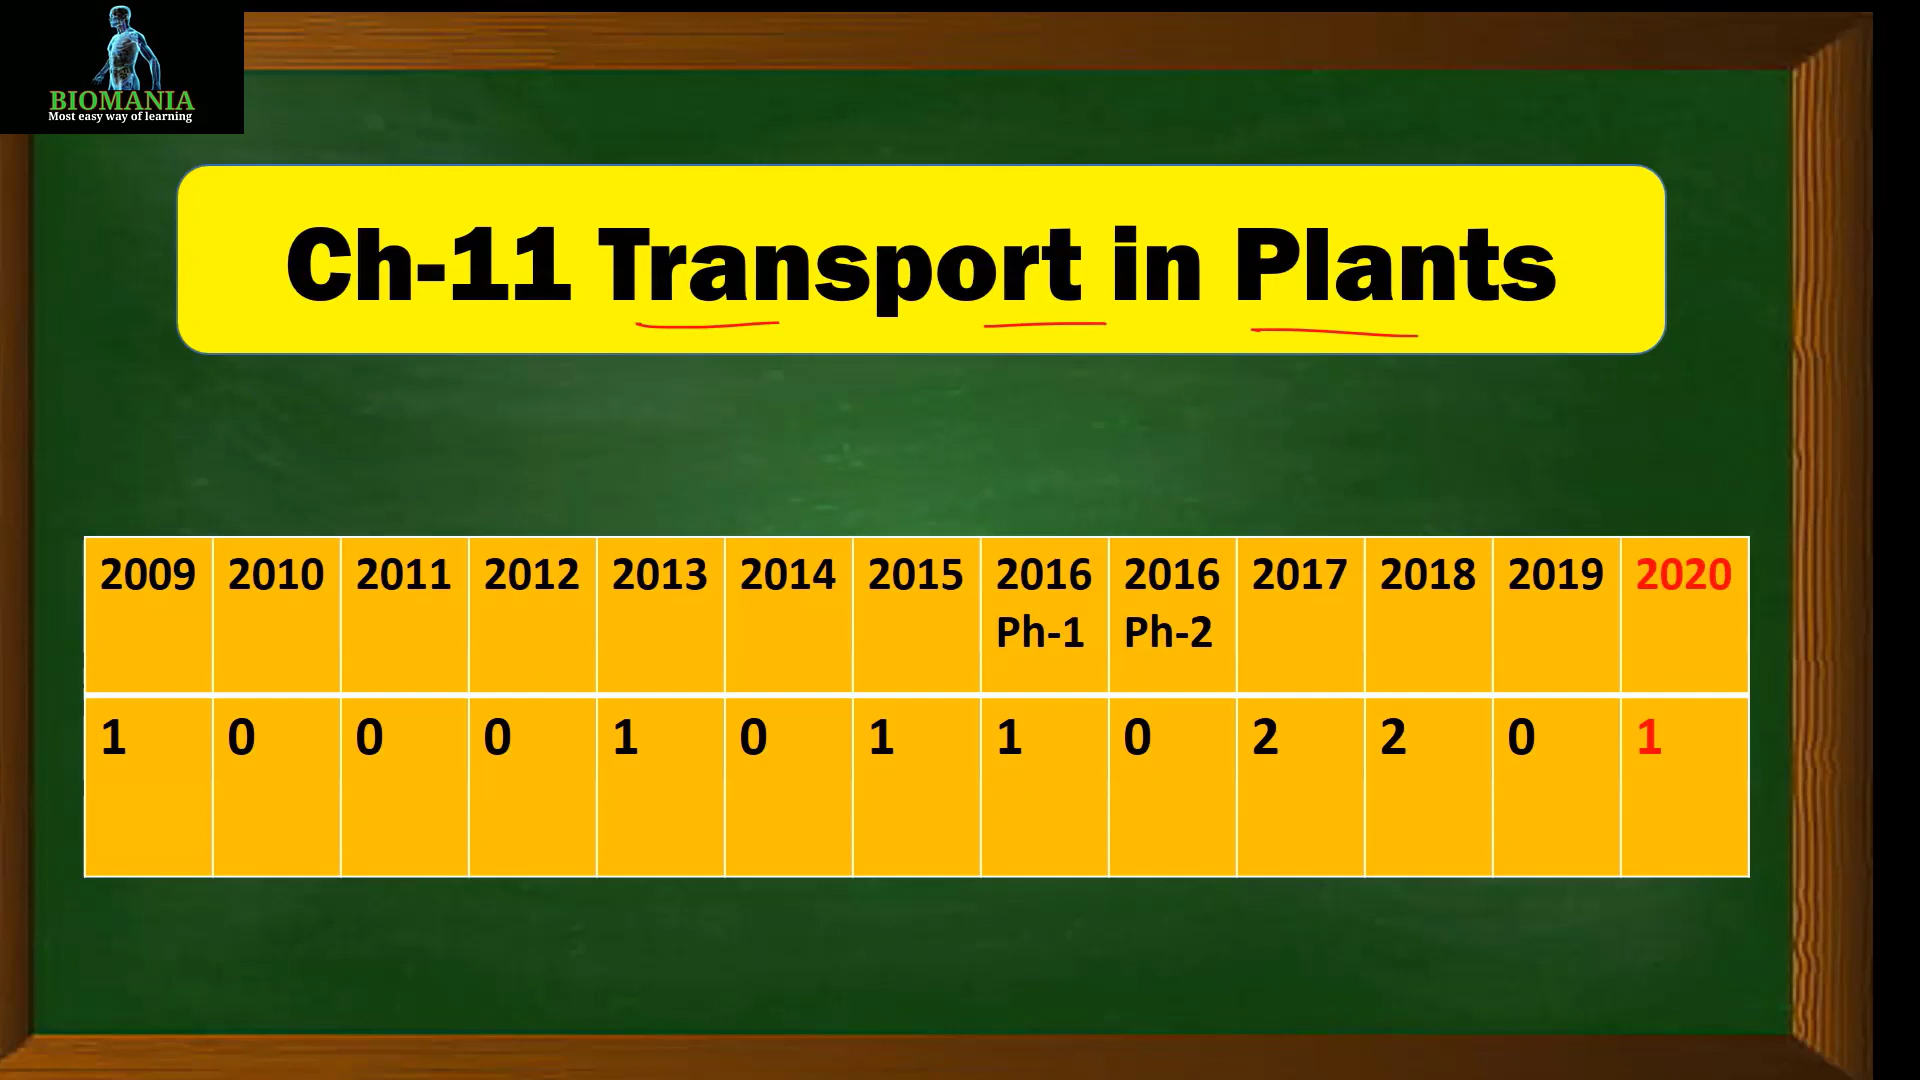 BIOMANIA
Most easy way of learning
Ch-11 Transport in Plants
2009 2010 2011 2012 2013 2014 2015 2016 Ph-1 2016 Ph-2 2017 2018 2019 2020
1 0 0 0 1 0 1 1 0 2 2 0 1